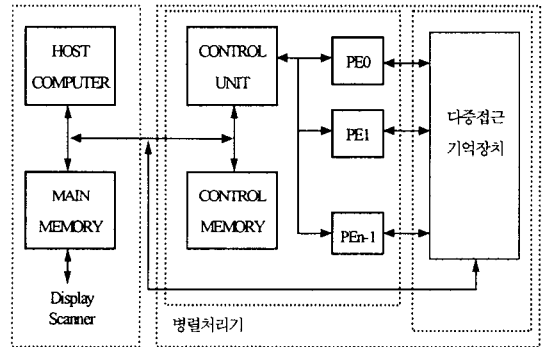 HOST
COMPUTER
MAIN
MEMORY
Display
Scanner
CONTROL
UNIT
CONTROL
MEMORY
PE0
PE1
PEn-1
다중접근
기억장치
병렬처리기